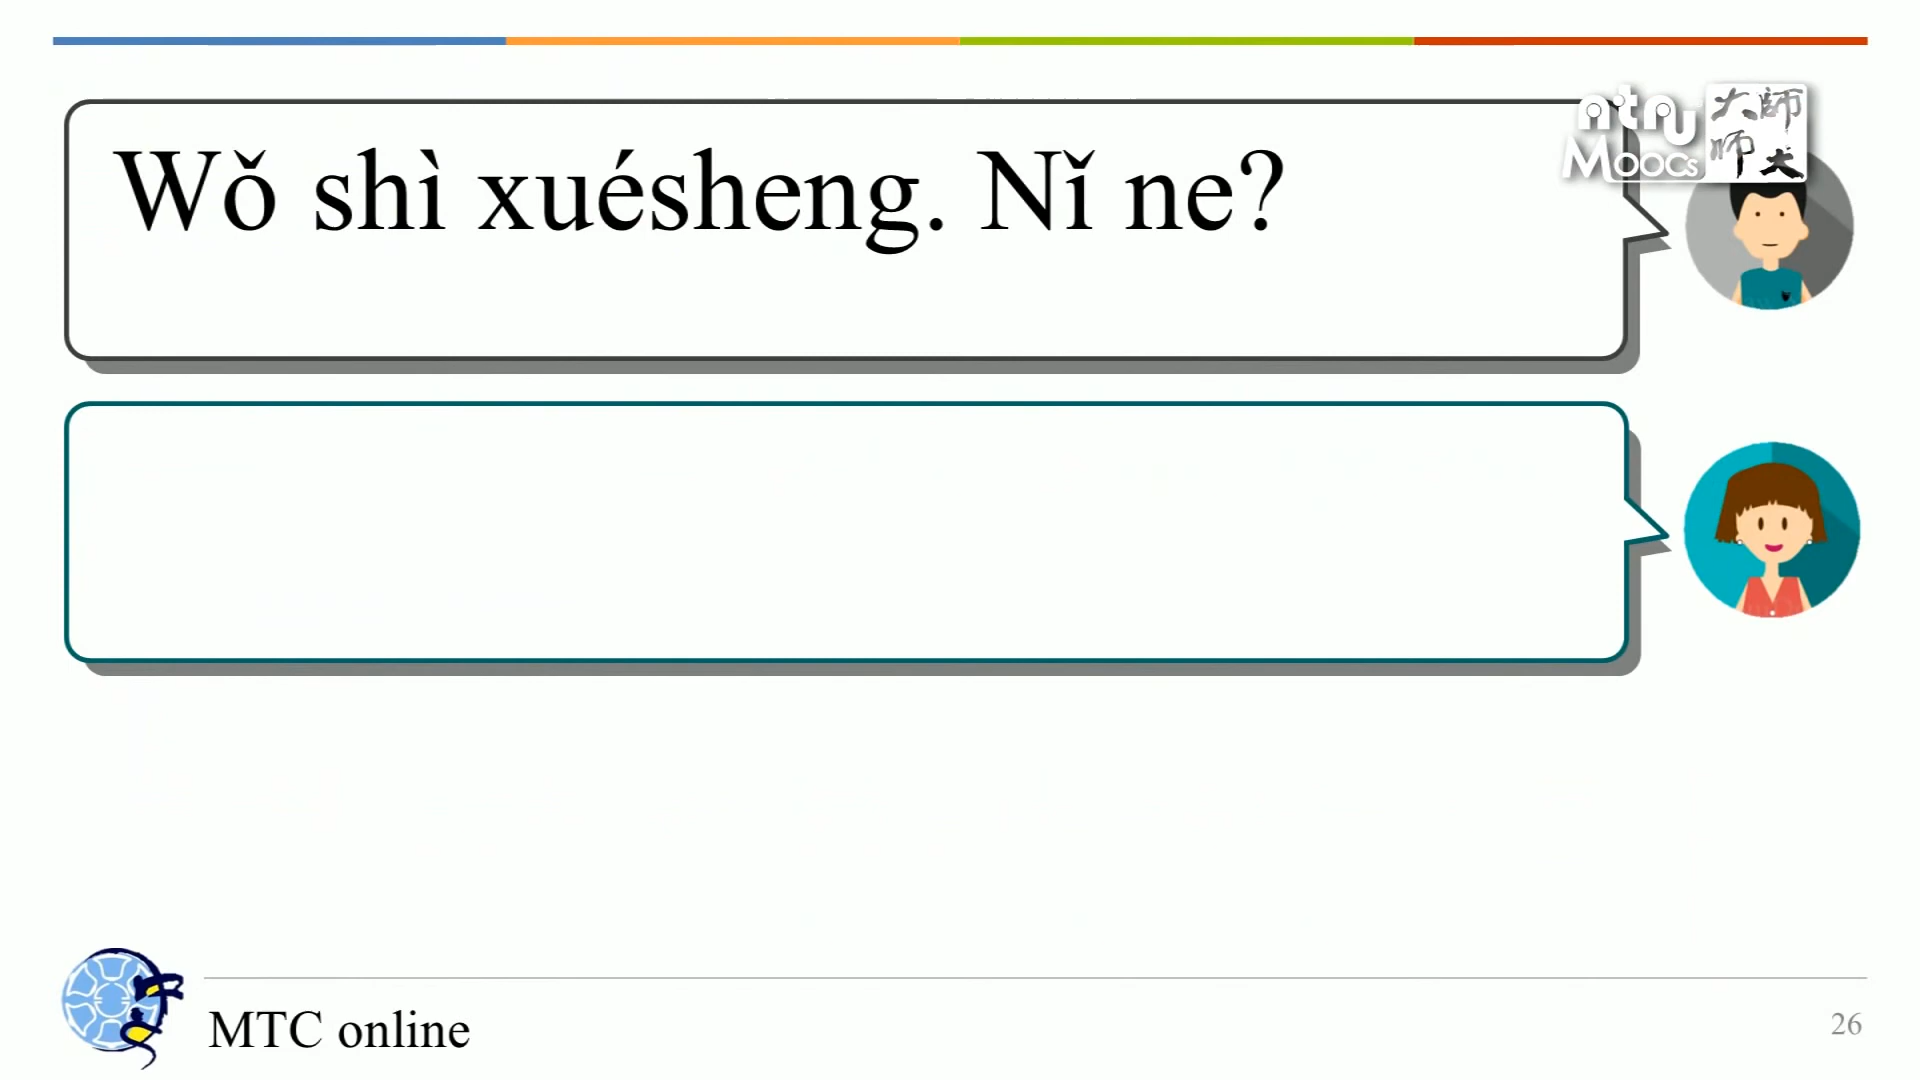 ntnu
Moocs
大師
师大
Wǒ shì xuésheng. Nǐ ne?
MTC online
26